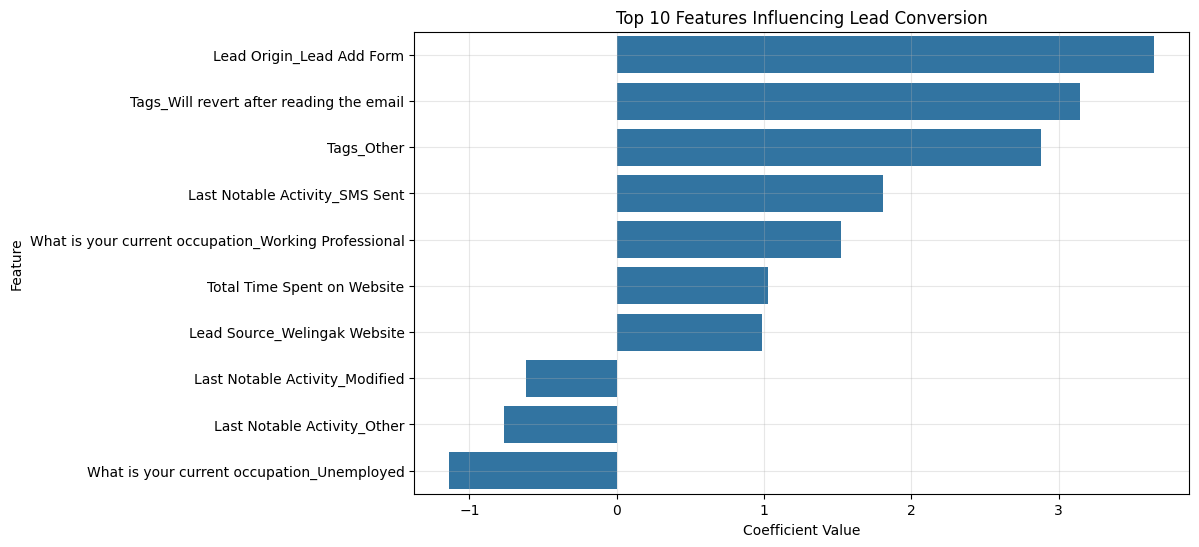 Top 10 Features Influencing Lead Conversion
Feature
Lead Origin_Lead Add Form
Tags_Will revert after reading the email
Tags_Other
Last Notable Activity_SMS Sent
What is your current occupation_Working Professional
Total Time Spent on Website
Lead Source_Welingak Website
Last Notable Activity_Modified
Last Notable Activity_Other
What is your current occupation_Unemployed
−1 0 1 2 3
Coefficient Value